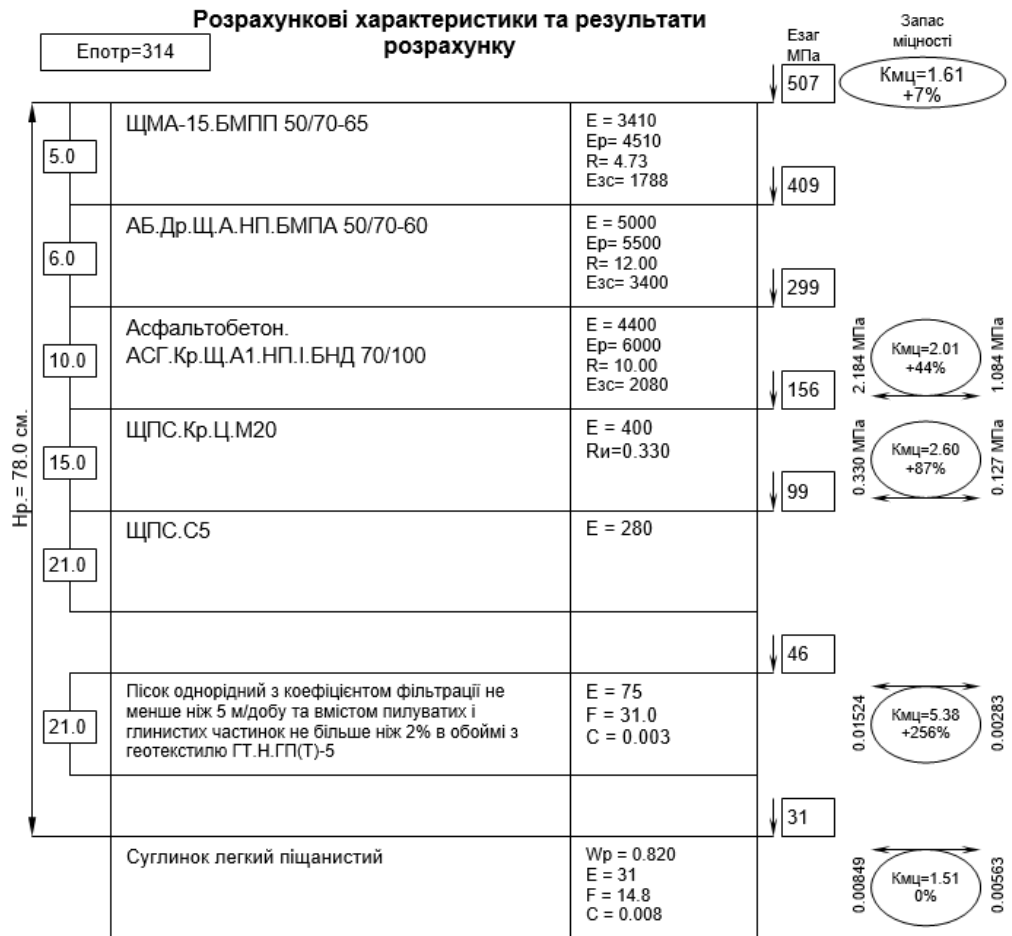 Розрахункові характеристики та результати
розрахунку
Епотр=314
Езаг
МПа
Запас
міцності
507
Кмц=1.61
+7%
ЩМА-15.БМПП 50/70-65
E = 3410
Ep= 4510
R= 4.73
Eзс= 1788
5.0
409
АБ.Др.Щ.А.НП.БМПА 50/70-60
E = 5000
Ep= 5500
R= 12.00
Eзс= 3400
6.0
299
Асфальтобетон.
АСГ.Кр.Щ.А1.НП.І.БНД 70/100
E = 4400
Ep= 6000
R= 10.00
Eзс= 2080
10.0
156
2.184 МПа
Кмц=2.01
+44%
1.084 МПа
ЩПС.Кр.Ц.М20
E = 400
Rи=0.330
15.0
99
0.330 МПа
Кмц=2.60
+87%
0.127 МПа
Hр.= 78.0 см.
ЩПС.С5
E = 280
21.0
46
Пісок однорідний з коефіцієнтом фільтрації не
менше ніж 5 м/добу та вмістом пилуватих і
глинистих частинок не більше ніж 2% в обоймі з
геотекстилю ГТ.Н.ГП(Т)-5
E = 75
F = 31.0
C = 0.003
21.0
0.01524
Кмц=5.38
+256%
0.00283
31
Суглинок легкий піщанистий
Wp = 0.820
E = 31
F = 14.8
C = 0.008
0.00849
Кмц=1.51
0%
0.00563